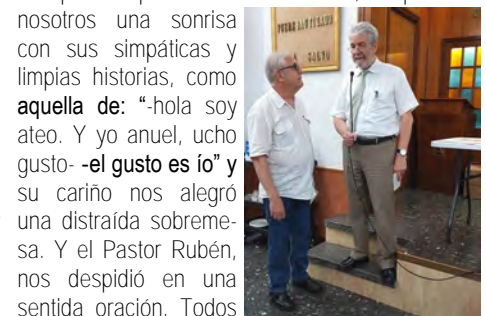 nosotros una sonrisa
con sus simpáticas y
limpias historias, como
aquella de: “-hola soy
ateo. Y yo anuel, ucho
gusto- -el gusto es ío” y
su cariño nos alegró
una distraída sobreme-
sa. Y el Pastor Rubén,
nos despidió en una
sentida oración. Todos